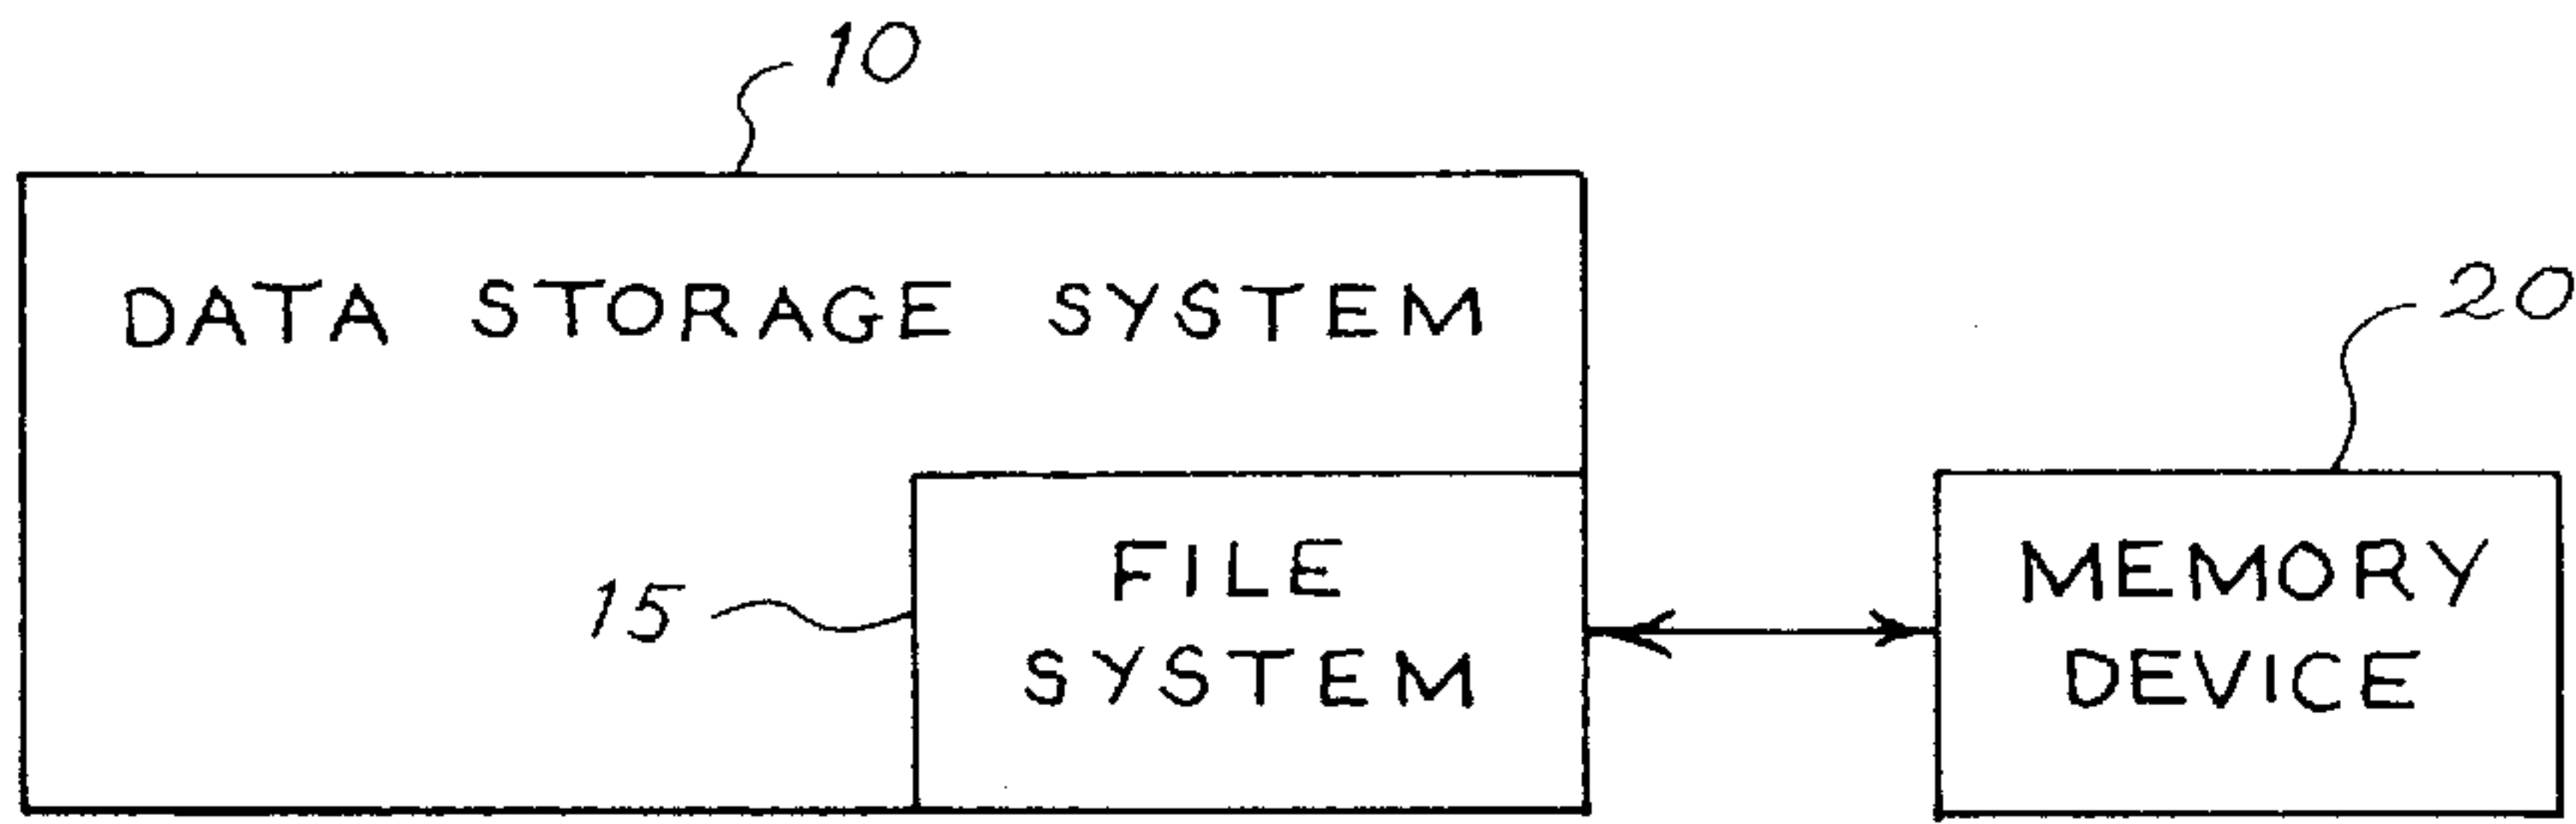 10
DATA STORAGE SYSTEM
20
15
FILE
SYSTEM
MEMORY
DEVICE